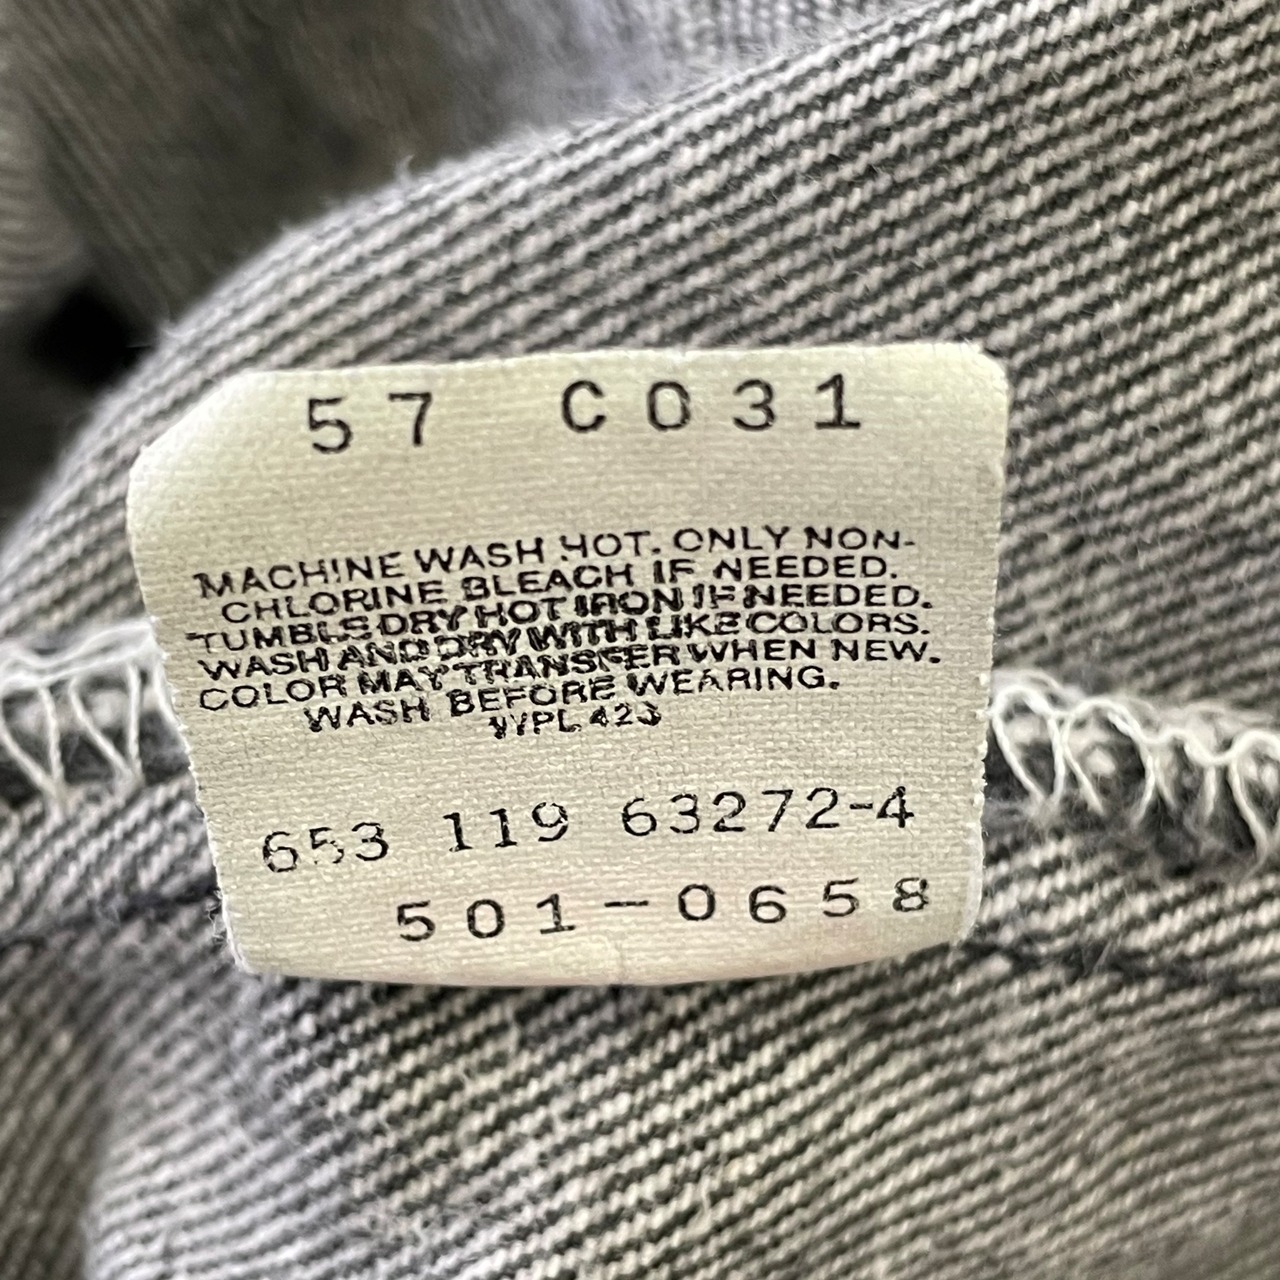 57 C031
MACHINE WASH HOT. ONLY NON-
CHLORINE BLEACH IF NEEDED.
TUMBLE DRY HOT IRON IF NEEDED.
WASH AND DRY WITH LIKE COLORS.
COLOR MAY TRANSFER WHEN NEW.
WASH BEFORE WEARING.
WPL 423
653 119 63272-4
501-0658